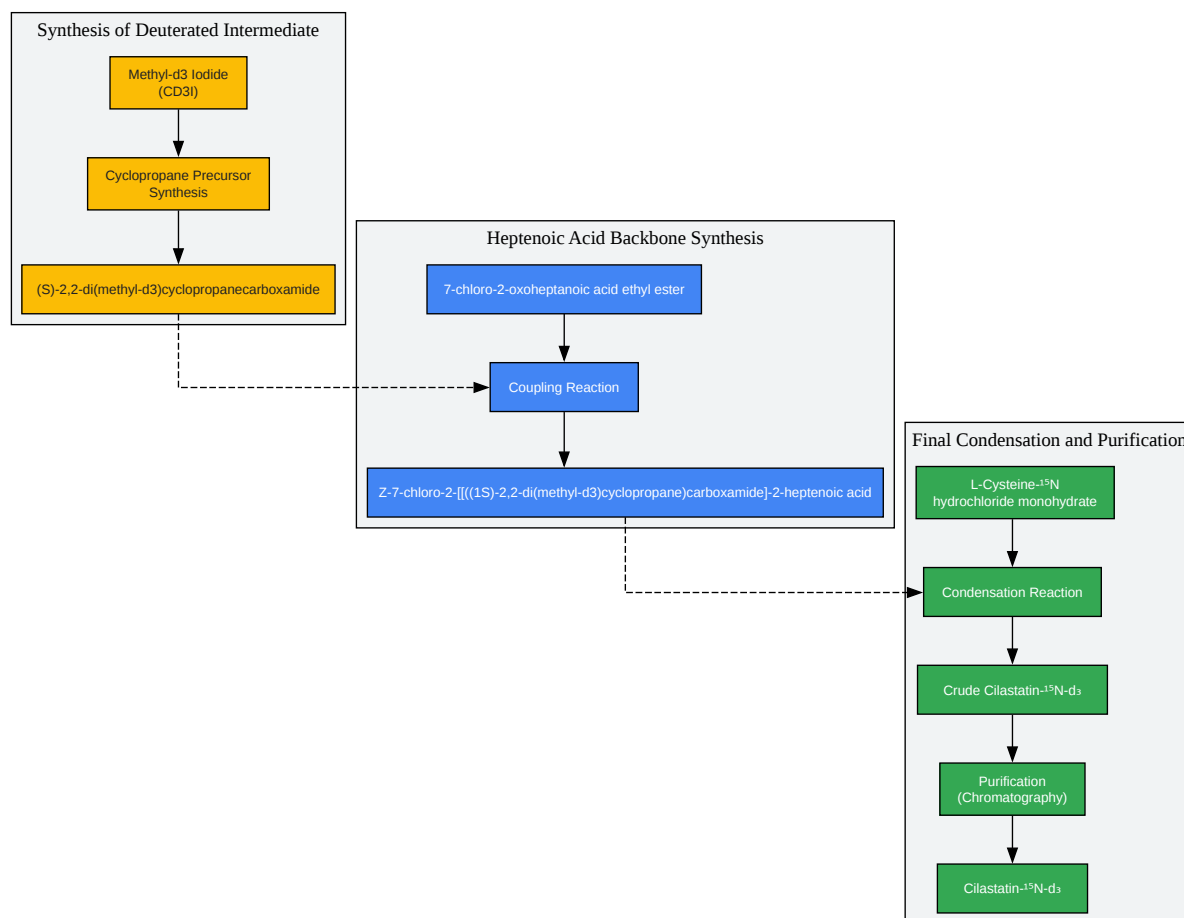 Synthesis of Deuterated Intermediate
Methyl-d3 Iodide
(CD3I)
Cyclopropane Precursor
Synthesis
(S)-2,2-di(methyl-d3)cyclopropanecarboxamide
Heptenoic Acid Backbone Synthesis
7-chloro-2-oxoheptanoic acid ethyl ester
Coupling Reaction
Z-7-chloro-2-[[((1S)-2,2-di(methyl-d3)cyclopropane)carboxamide]-2-heptenoic acid
Final Condensation and Purification
L-Cysteine-¹⁵N
hydrochloride monohydrate
Condensation Reaction
Crude Cilastatin-¹⁵N-d₃
Purification
(Chromatography)
Cilastatin-¹⁵N-d₃